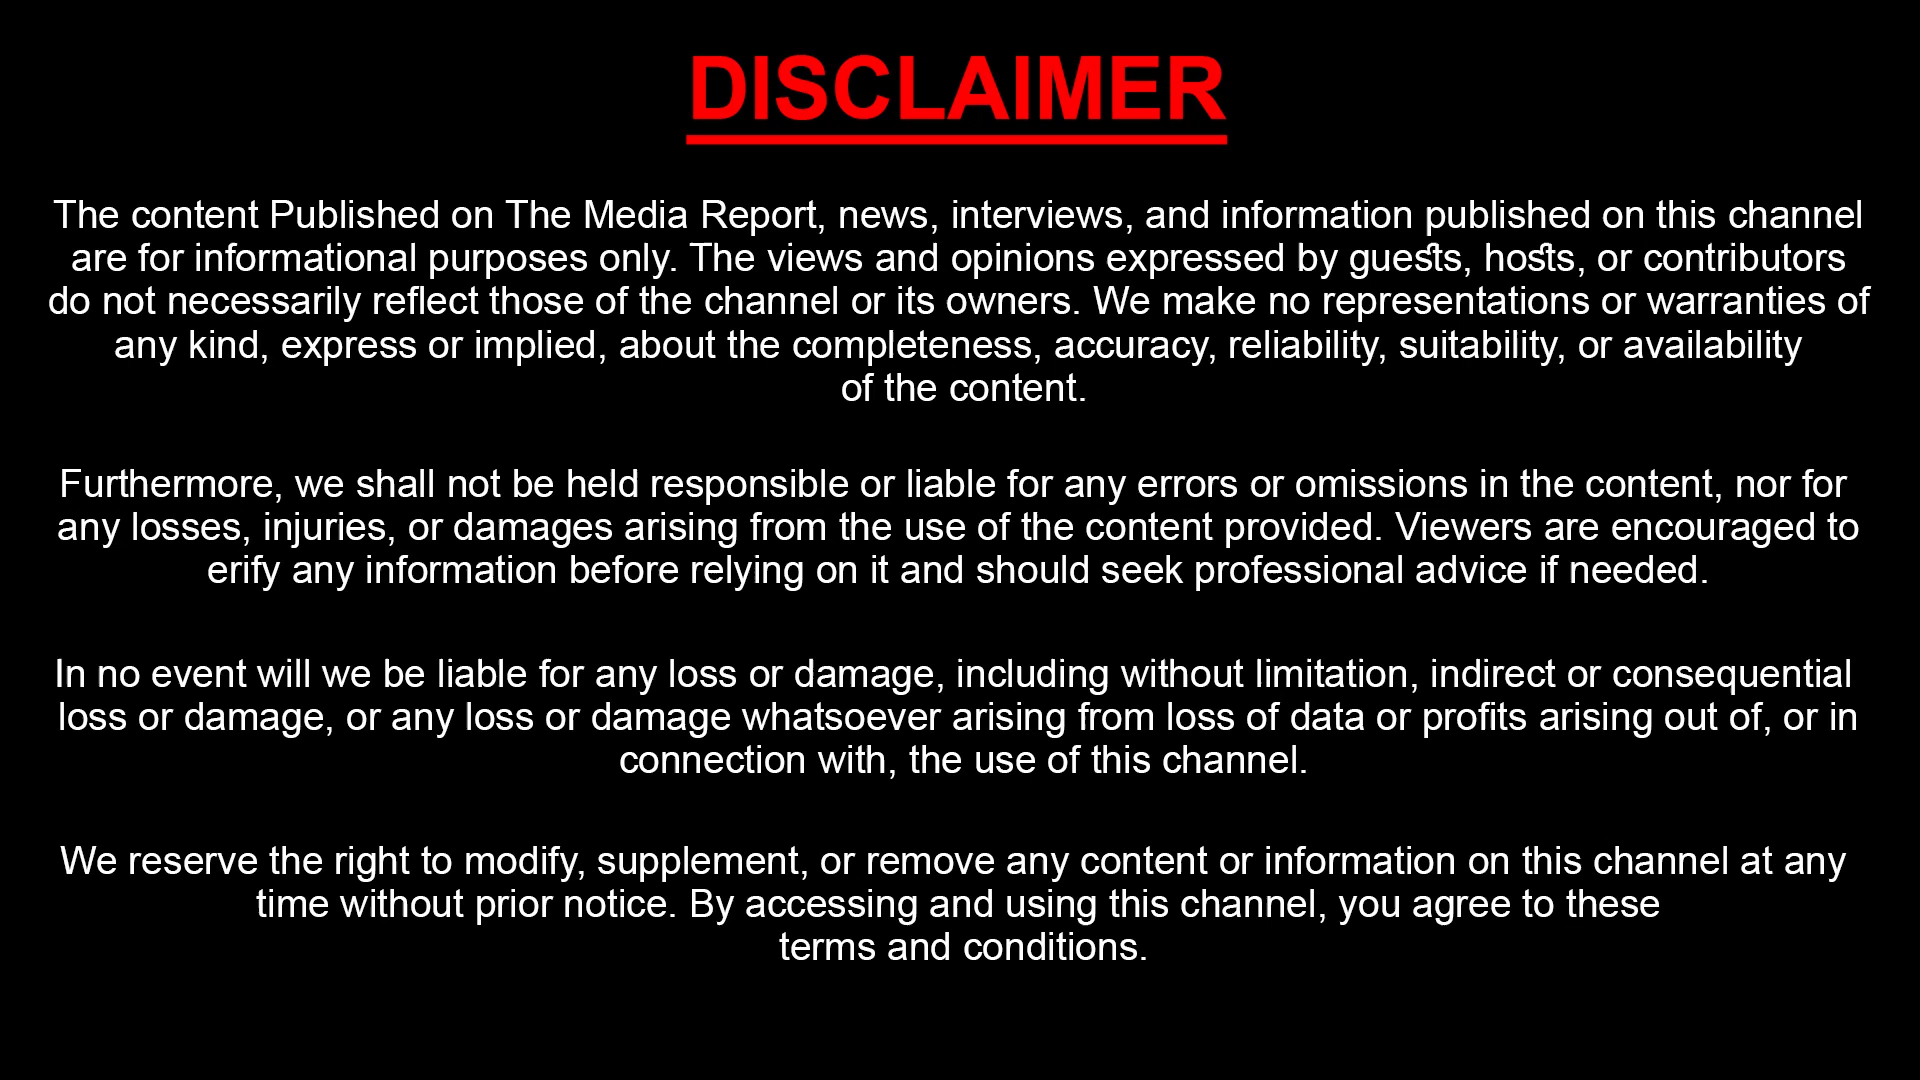 DISCLAIMER
The content Published on The Media Report, news, interviews, and information published on this channel
are for informational purposes only. The views and opinions expressed by guests, hosts, or contributors
do not necessarily reflect those of the channel or its owners. We make no representations or warranties of
any kind, express or implied, about the completeness, accuracy, reliability, suitability, or availability
of the content.
Furthermore, we shall not be held responsible or liable for any errors or omissions in the content, nor for
any losses, injuries, or damages arising from the use of the content provided. Viewers are encouraged to
erify any information before relying on it and should seek professional advice if needed.
In no event will we be liable for any loss or damage, including without limitation, indirect or consequential
loss or damage, or any loss or damage whatsoever arising from loss of data or profits arising out of, or in
connection with, the use of this channel.
We reserve the right to modify, supplement, or remove any content or information on this channel at any
time without prior notice. By accessing and using this channel, you agree to these
terms and conditions.